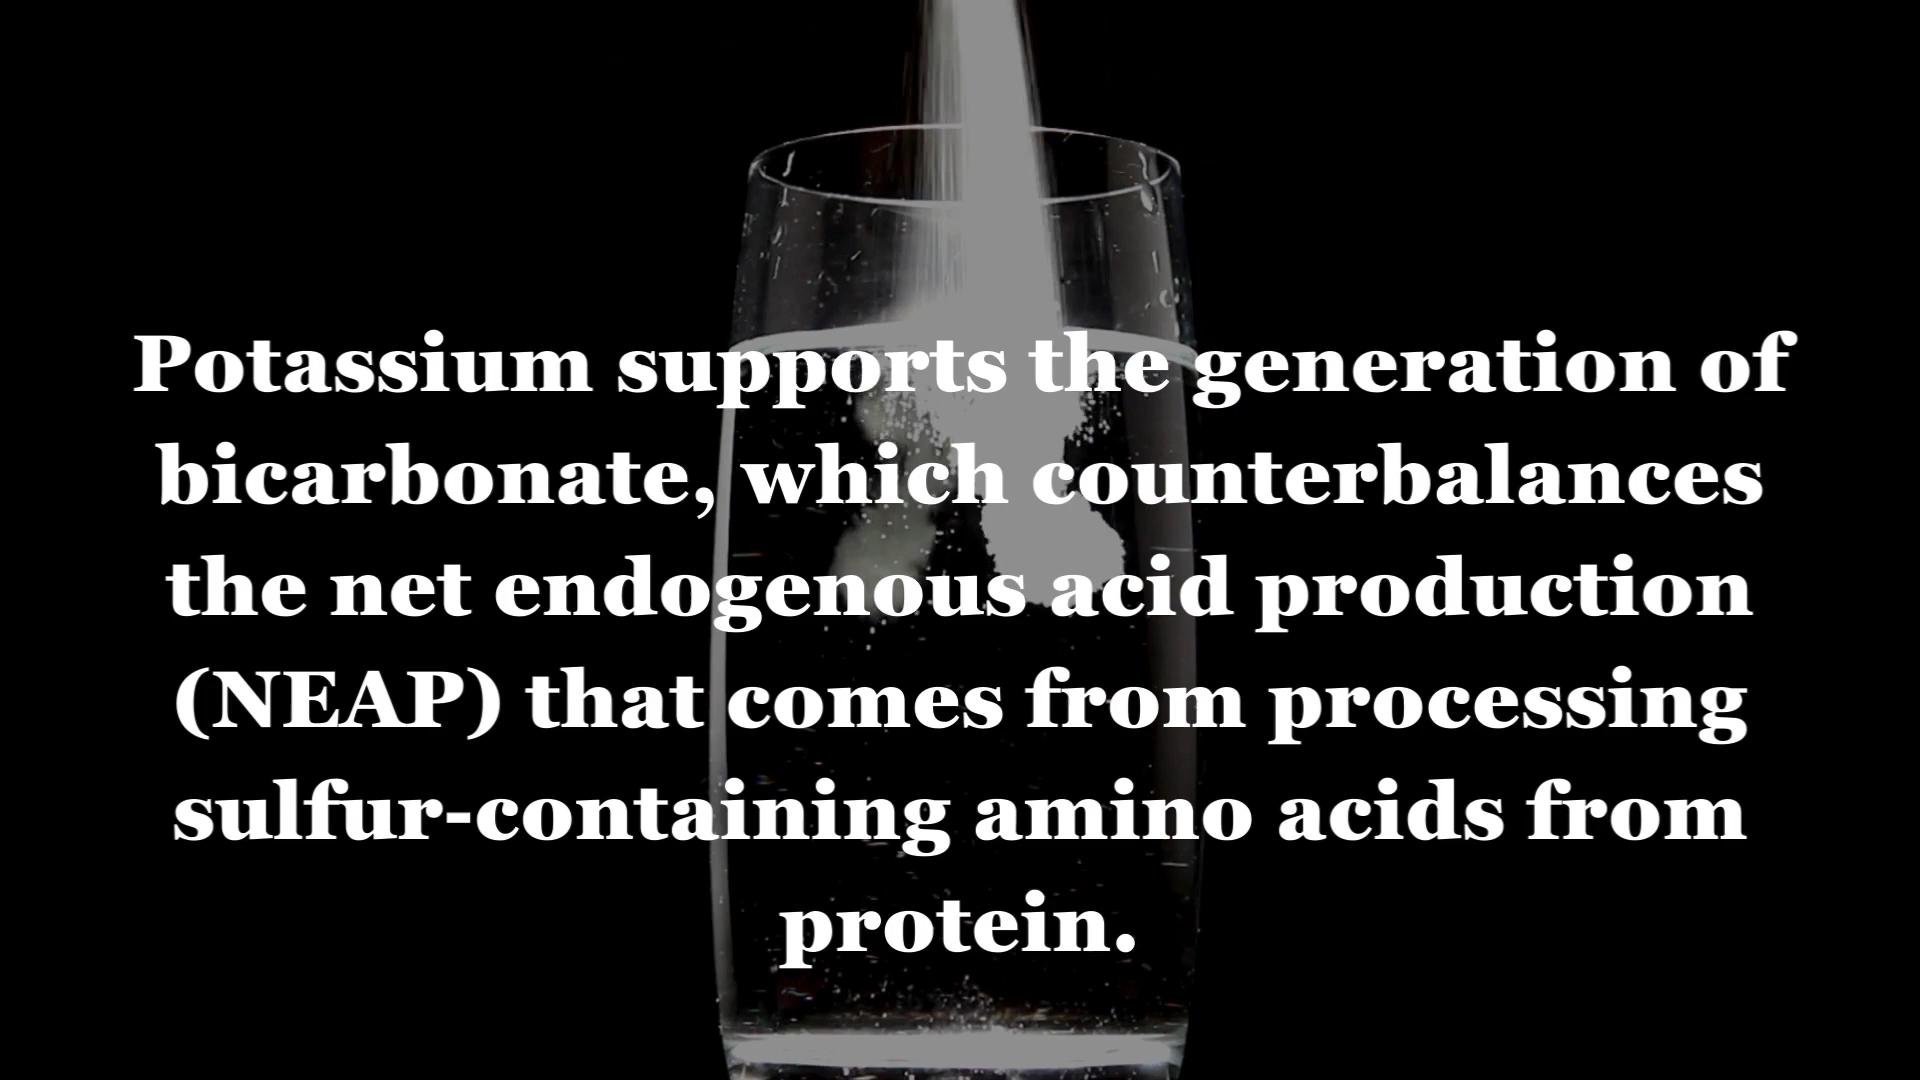 Potassium supports the generation of
bicarbonate, which counterbalances
the net endogenous acid production
(NEAP) that comes from processing
sulfur-containing amino acids from
protein.